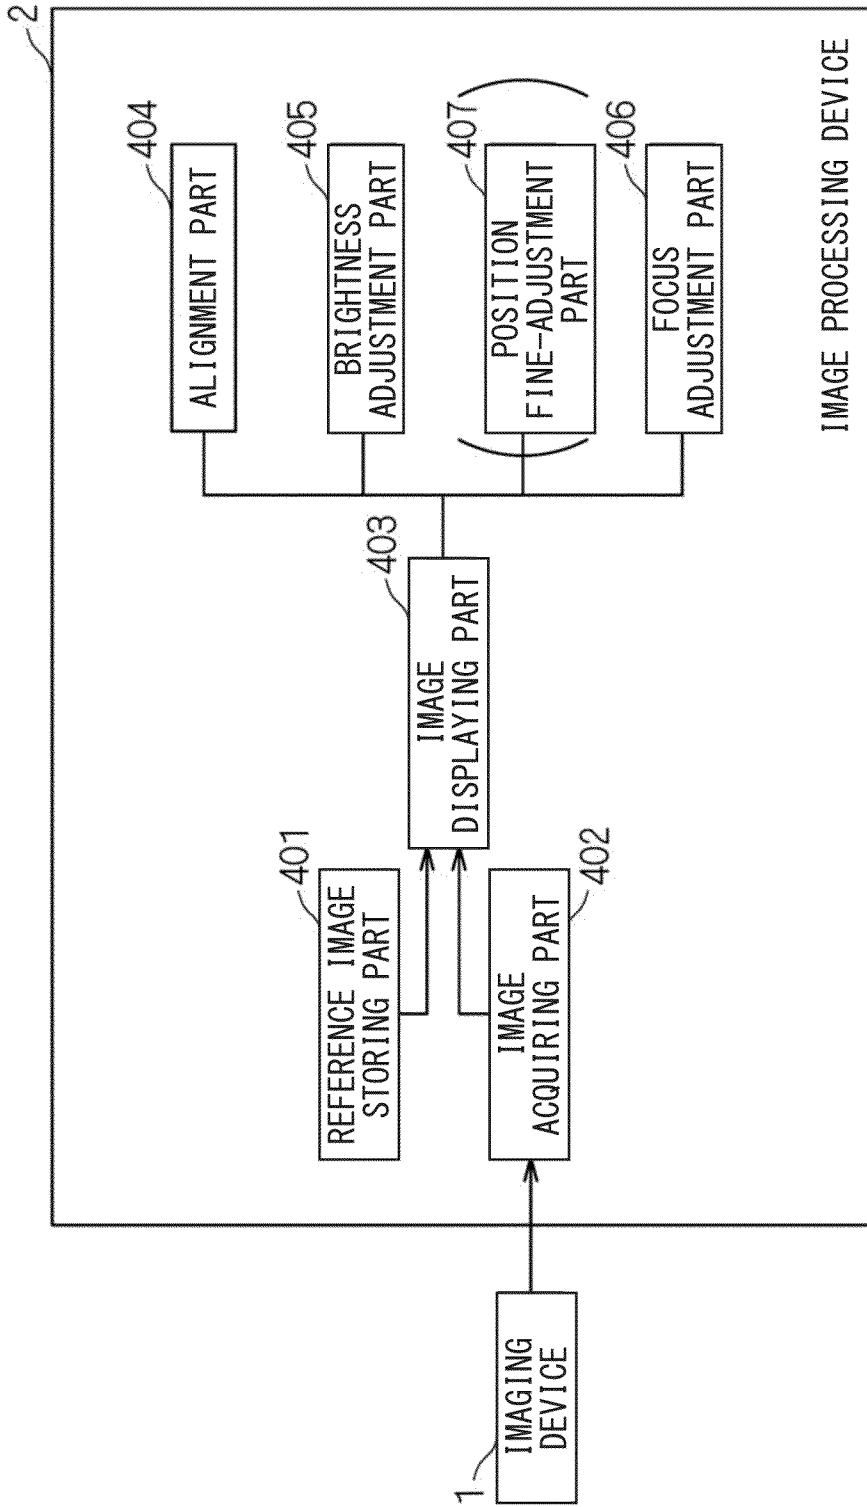 2
404
ALIGNMENT PART
405
BRIGHTNESS
ADJUSTMENT PART
407
POSITION
FINE-ADJUSTMENT
PART
406
FOCUS
ADJUSTMENT PART
403
IMAGE
DISPLAYING PART
401
REFERENCE IMAGE
STORING PART
402
IMAGE
ACQUIRING PART
1
IMAGING
DEVICE
IMAGE PROCESSING DEVICE